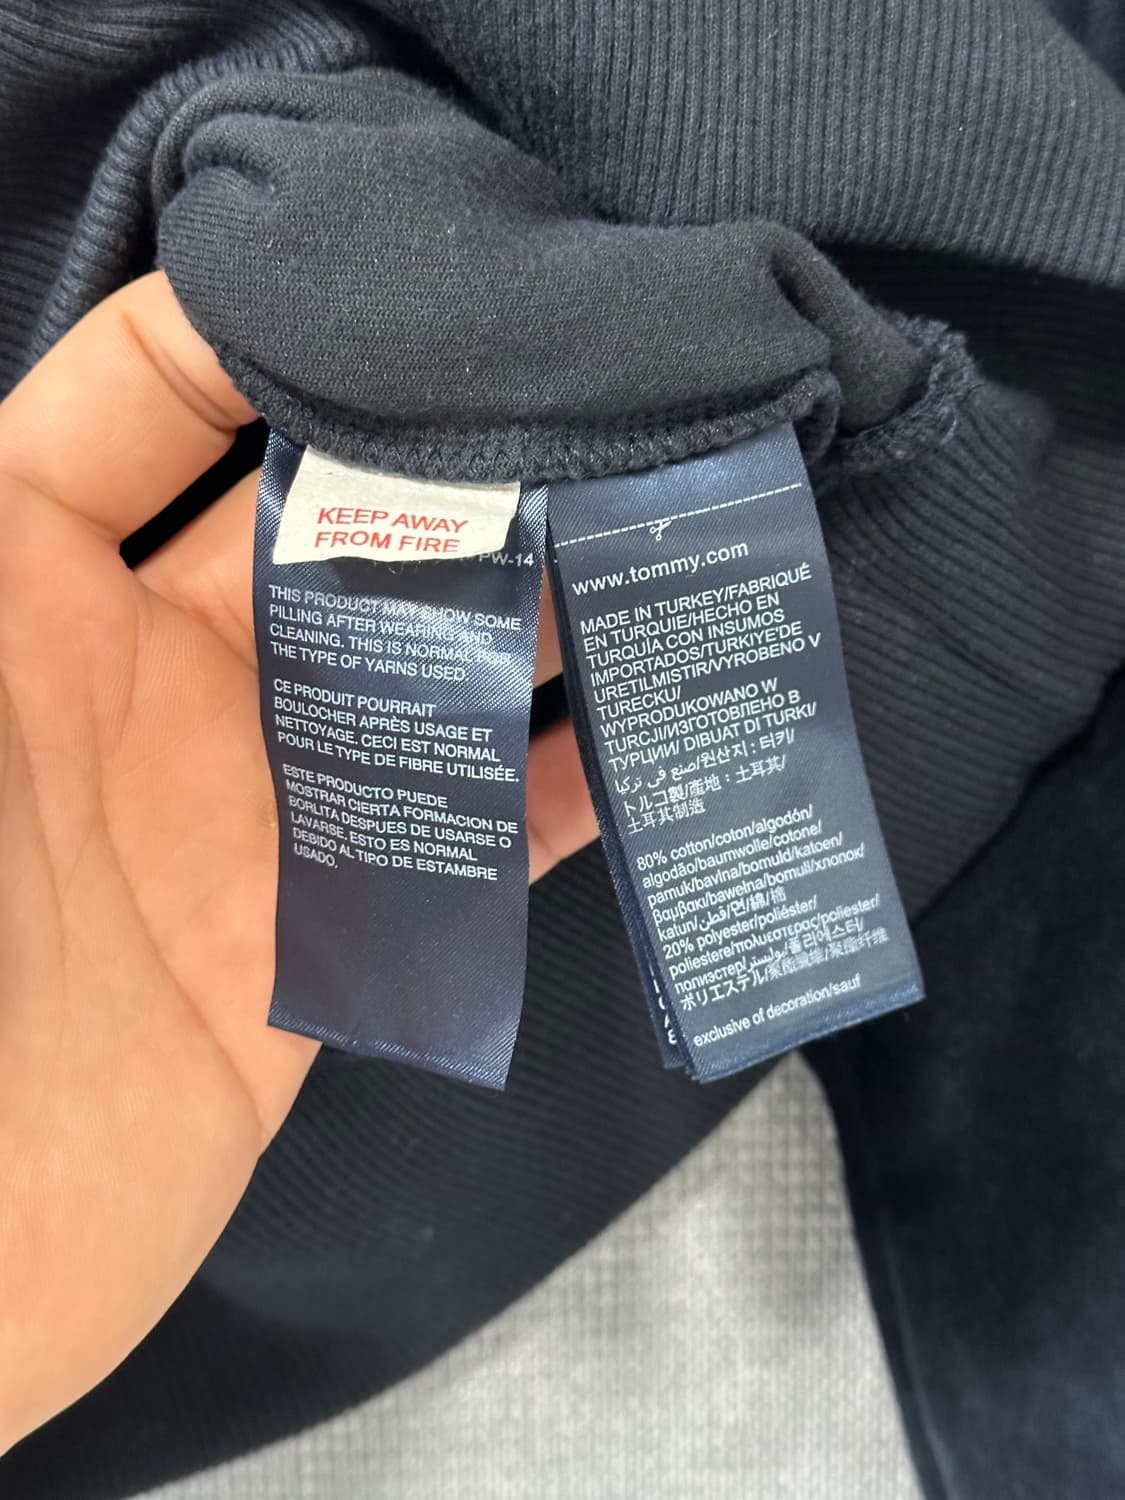 KEEP AWAY
FROM FIRE
PW-14
THIS PRODUCT MAY SHOW SOME
PILLING AFTER WEARING AND
CLEANING. THIS IS NORMAL FOR
THE TYPE OF YARNS USED
CE PRODUIT POURRAIT
BOULOCHER APRÈS USAGE ET
NETTOYAGE. CECI EST NORMAL
POUR LE TYPE DE FIBRE UTILISÉE.
ESTE PRODUCTO PUEDE
MOSTRAR CIERTA FORMACION DE
BORLITA DESPUES DE USARSE O
LAVARSE. ESTO ES NORMAL
DEBIDO AL TIPO DE ESTAMBRE
USADO.
www.tommy.com
MADE IN TURKEY/FABRIQUÉ
EN TURQUIE/HECHO EN
TURQUÍA CON INSUMOS
IMPORTADOS/TURKIYE'DE
URETILMISTIR/VYROBENO V
TURECKU/
WYPRODUKOWANO W
TURCJI/ИЗГОТОВЛЕНО В
ТУРЦИИ/ DIBUAT DI TURKI/
صنع في تركيا/원산지 : 터키/
トルコ製/產地 : 土耳其/
土耳其制造
80% cotton/coton/algodón/
algodão/baumwolle/cotone/
pamuk/bavlna/bomuld/katoen/
βαμβακι/bawełna/bomuli/хлопок/
katun/قطن/면/綿/棉
20% polyester/poliéster/
poliestere/πολυεστερας/poliester/
полиэстер/بوليستر/폴리에스터/
ポリエステル/聚酯纖維/聚酯纤维
exclusive of decoration/sauf